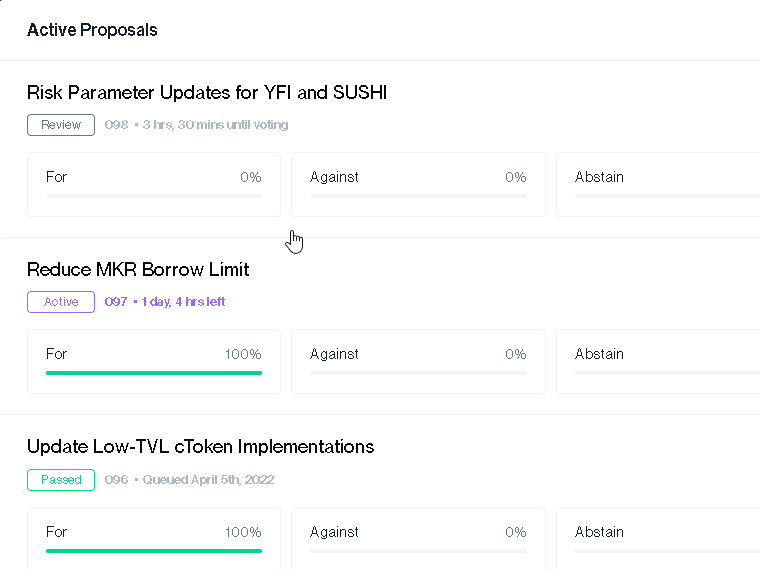 Active Proposals
Risk Parameter Updates for YFI and SUSHI
Review 098 • 3 hrs, 30 mins until voting
For 0% Against 0% Abstain
Reduce MKR Borrow Limit
Active 097 • 1 day, 4 hrs left
For 100% Against 0% Abstain
Update Low-TVL cToken Implementations
Passed 096 • Queued April 5th, 2022
For 100% Against 0% Abstain